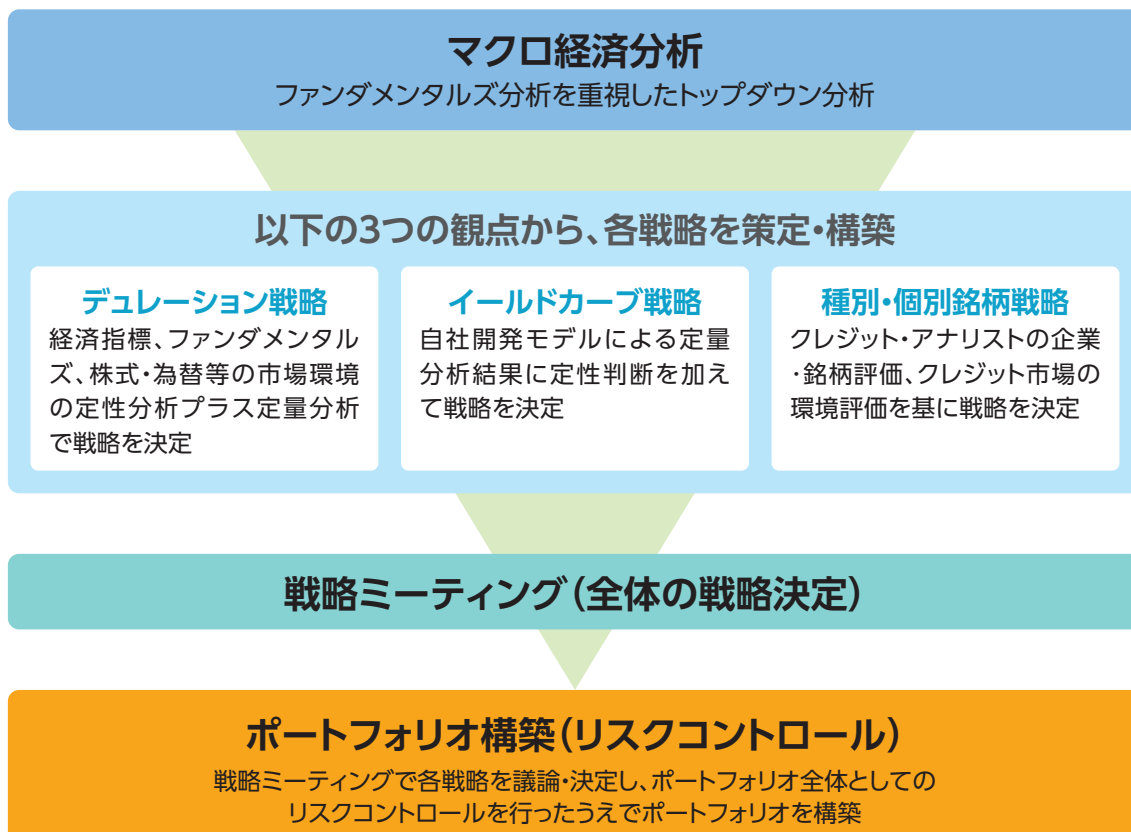 マクロ経済分析
ファンダメンタルズ分析を重視したトップダウン分析
以下の3つの観点から、各戦略を策定・構築
デュレーション戦略
経済指標、ファンダメンタル
ズ、株式・為替等の市場環境
の定性分析プラス定量分析
で戦略を決定
イールドカーブ戦略
自社開発モデルによる定量
分析結果に定性判断を加え
て戦略を決定
種別・個別銘柄戦略
クレジット・アナリストの企業
・銘柄評価、クレジット市場の
環境評価を基に戦略を決定
戦略ミーティング（全体の戦略決定）
ポートフォリオ構築（リスクコントロール）
戦略ミーティングで各戦略を議論・決定し、ポートフォリオ全体としての
リスクコントロールを行ったうえでポートフォリオを構築